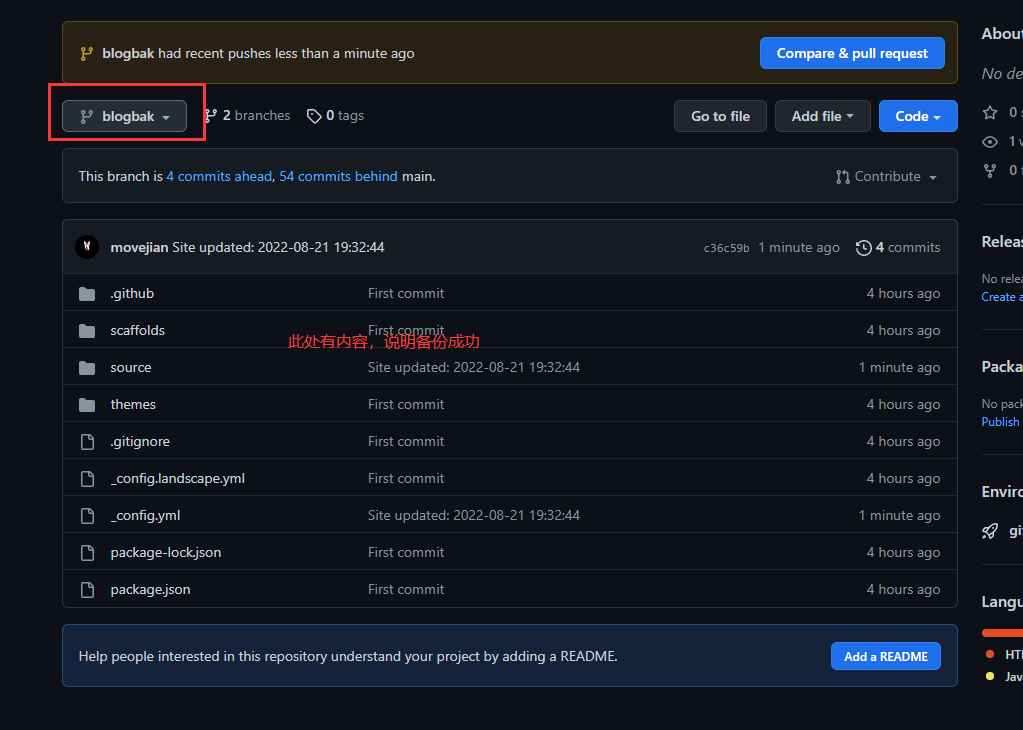 blogbak had recent pushes less than a minute ago
Compare & pull request
blogbak
2 branches
0 tags
Go to file
Add file
Code
This branch is 4 commits ahead, 54 commits behind main.
Contribute
movejian Site updated: 2022-08-21 19:32:44
c36c59b 1 minute ago
4 commits
.github First commit 4 hours ago
scaffolds First commit 4 hours ago
此处有内容，说明备份成功
source Site updated: 2022-08-21 19:32:44 1 minute ago
themes First commit 4 hours ago
.gitignore First commit 4 hours ago
_config.landscape.yml First commit 4 hours ago
_config.yml Site updated: 2022-08-21 19:32:44 1 minute ago
package-lock.json First commit 4 hours ago
package.json First commit 4 hours ago
Help people interested in this repository understand your project by adding a README.
Add a README
About
No de
0 s
1 w
0 f
Releas
No relea
Create a
Packa
No pack
Publish
Enviro
git
Langu
HTM
Java